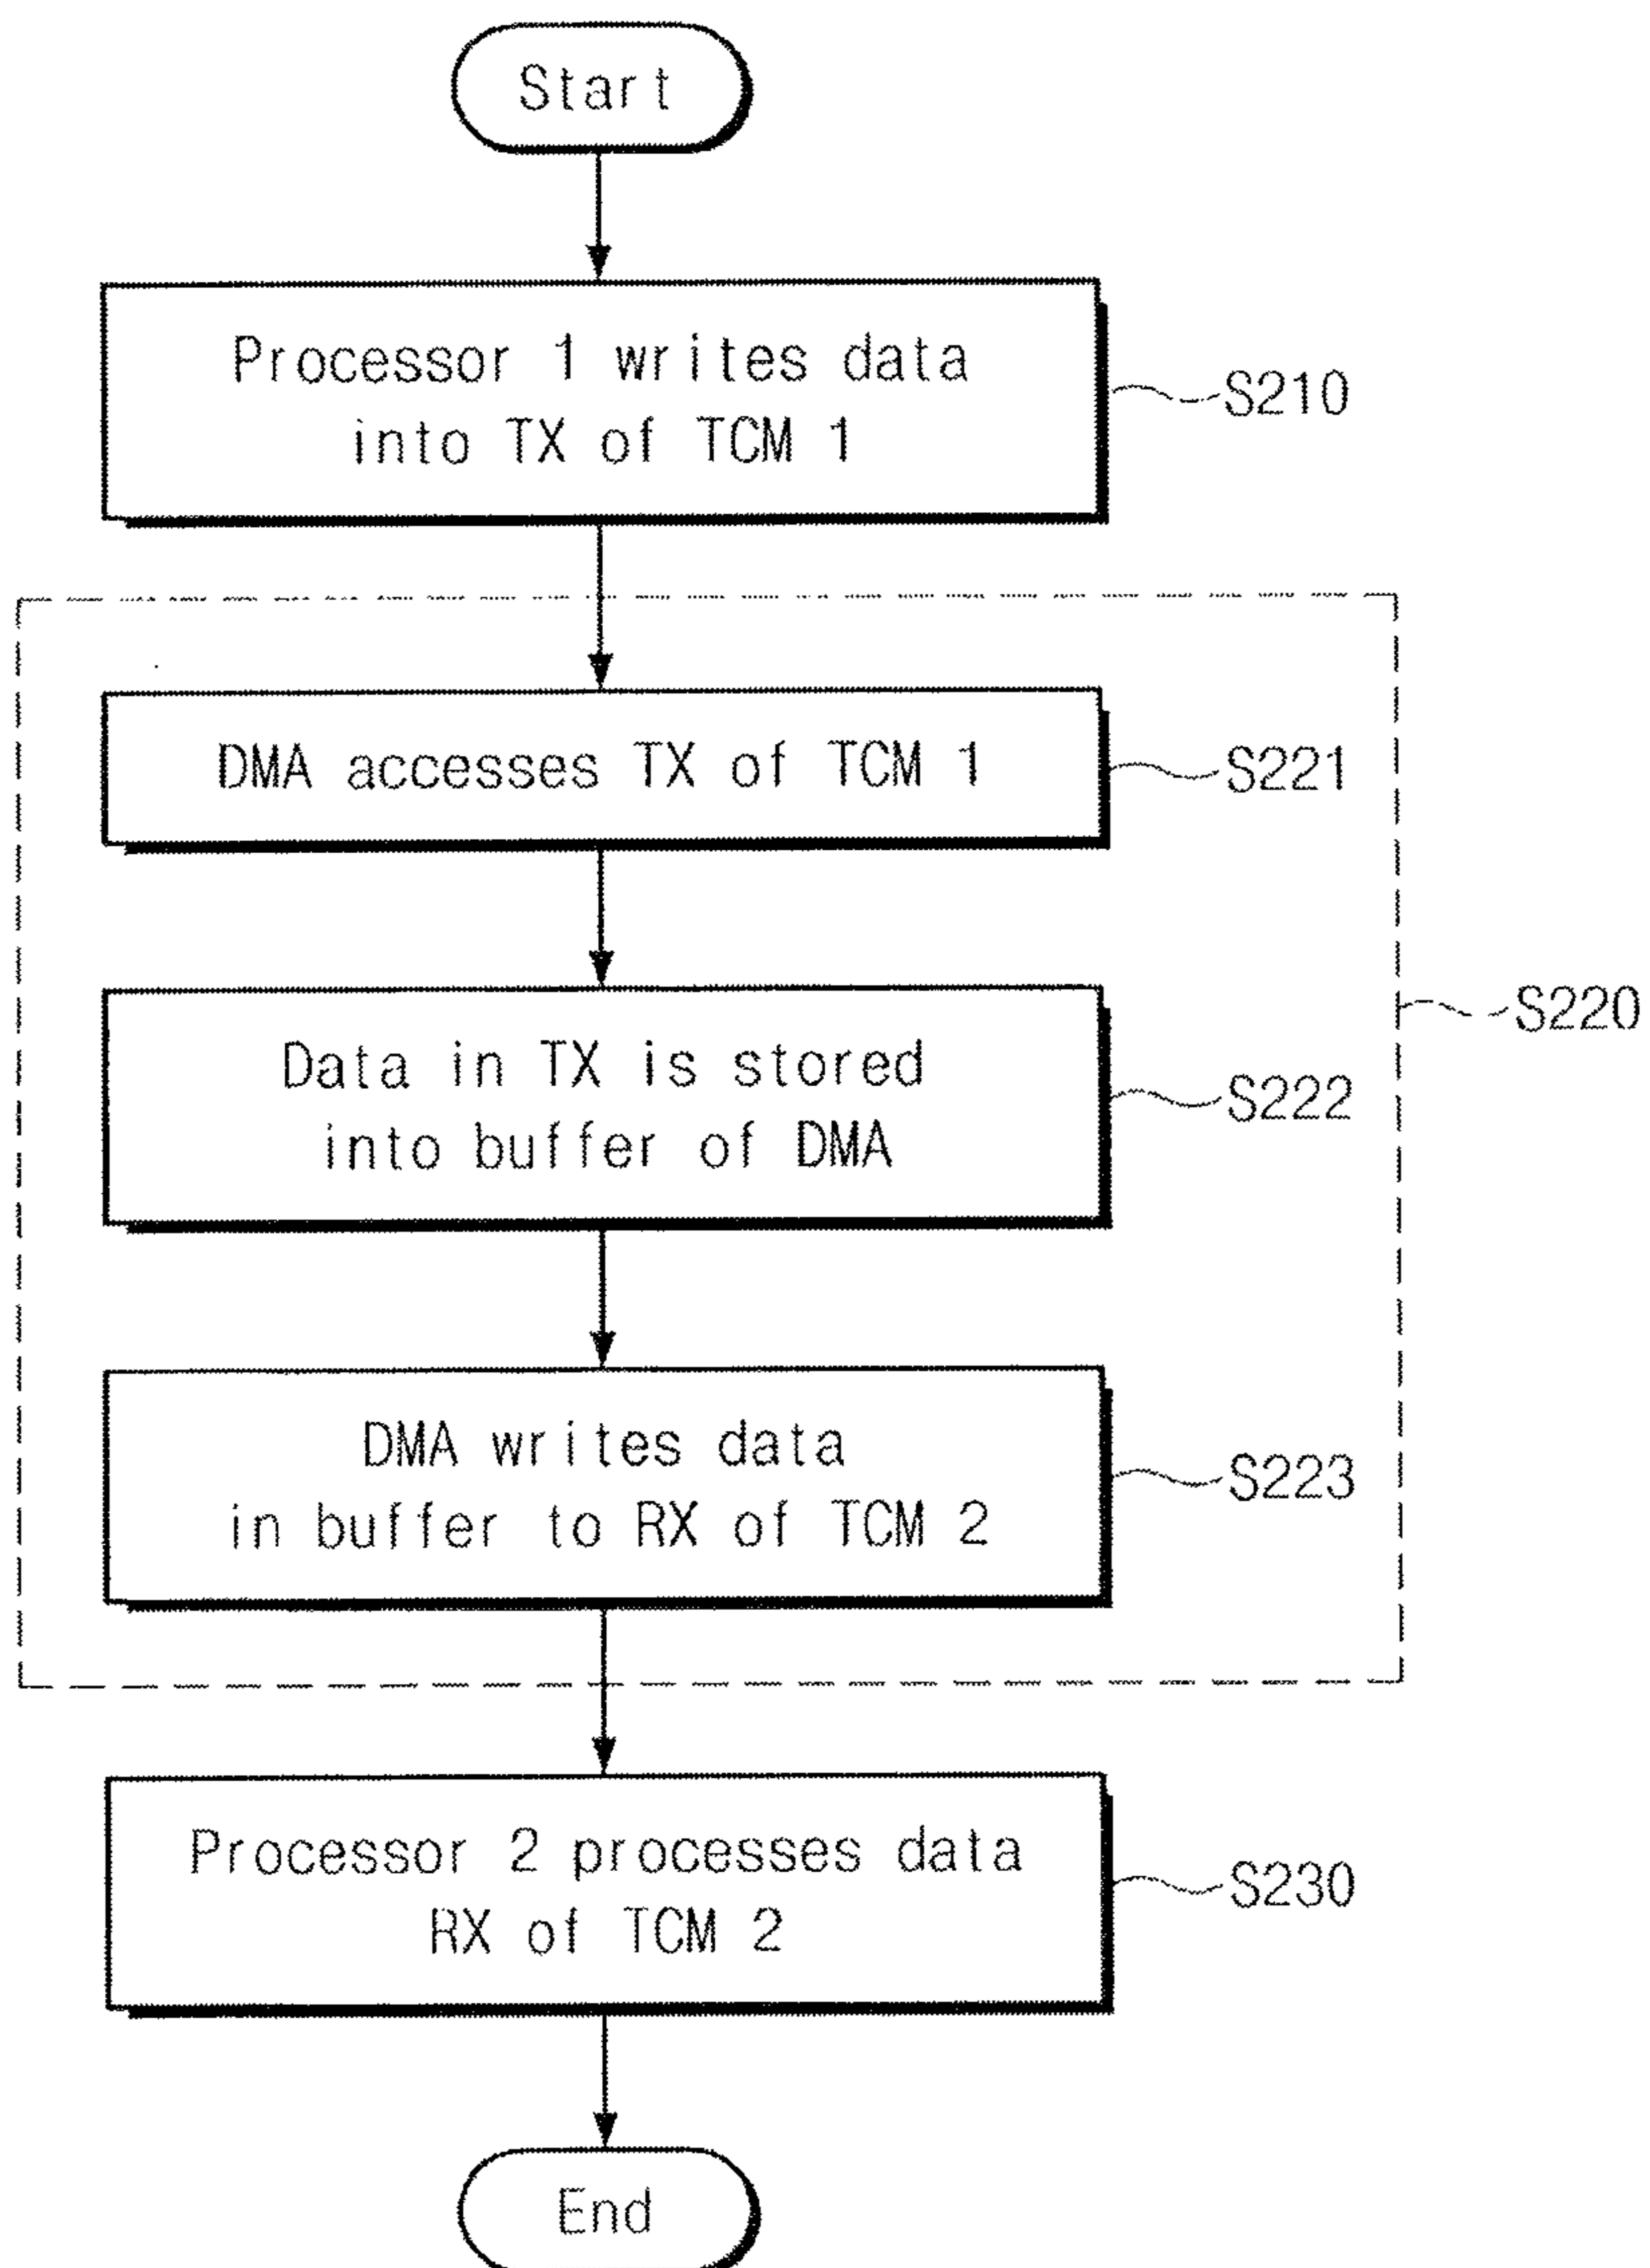 Start
Processor 1 writes data
into TX of TCM 1
S210
DMA accesses TX of TCM 1
S221
Data in TX is stored
into buffer of DMA
S222
S220
DMA writes data
in buffer to RX of TCM 2
S223
Processor 2 processes data
RX of TCM 2
S230
End